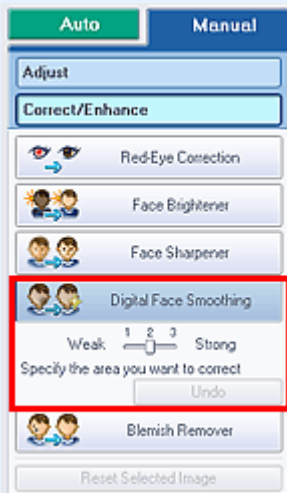 Auto Manual
Adjust
Correct/Enhance
Red-Eye Correction
Face Brightener
Face Sharpener
Digital Face Smoothing
1 2 3
Weak Strong
Specify the area you want to correct
Undo
Blemish Remover
Reset Selected Image